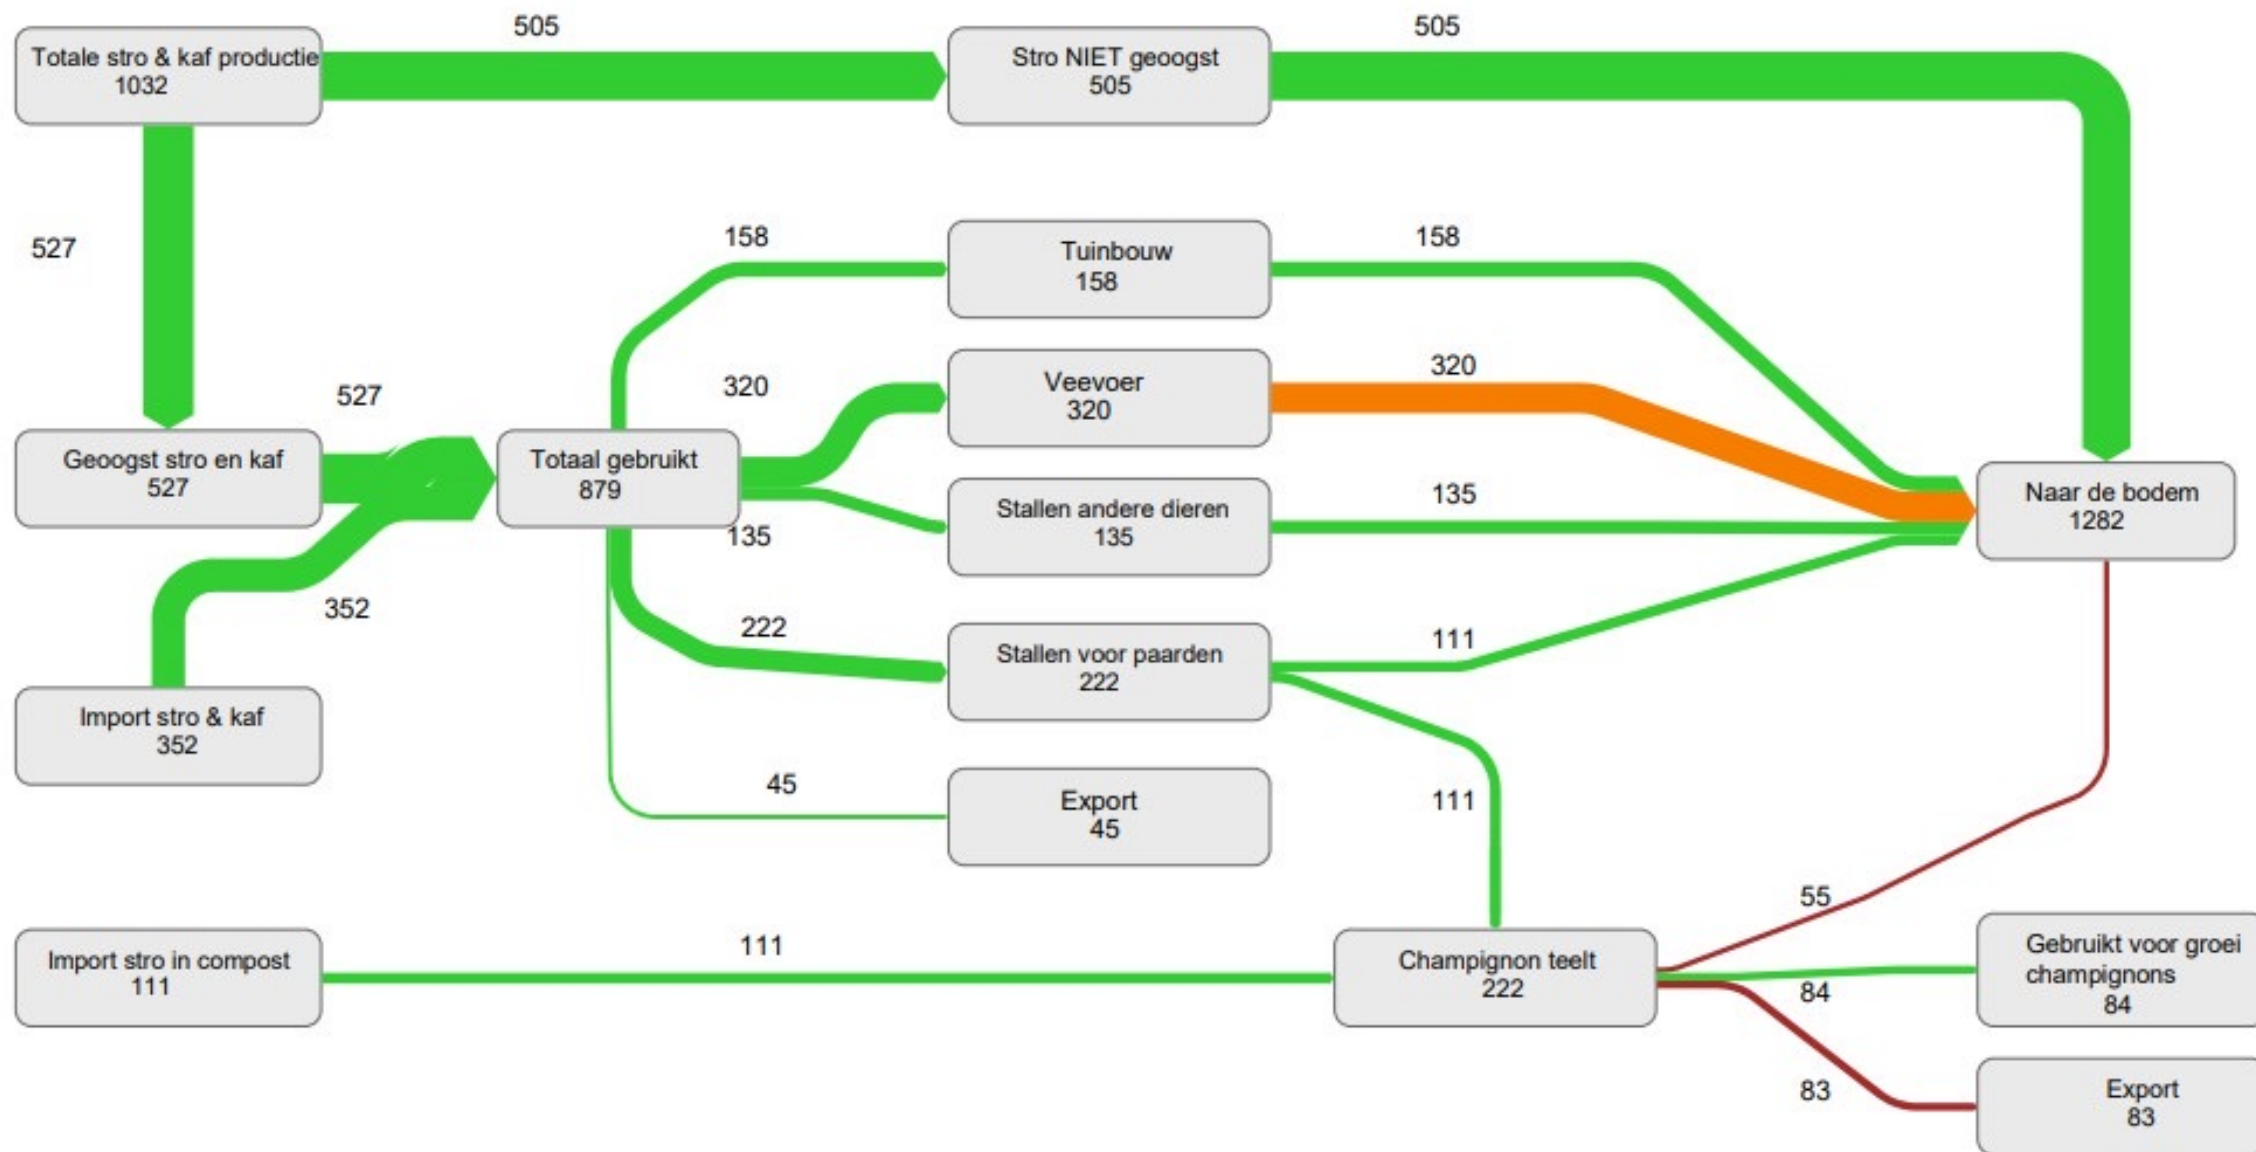 505
505
Totale stro & kaf productie
1032
Stro NIET geoogst
505
527
158
158
Tuinbouw
158
527
320
320
Veevoer
320
Geoogst stro en kaf
527
Totaal gebruikt
879
135
135
Stallen andere dieren
135
Naar de bodem
1282
352
222
111
Stallen voor paarden
222
Import stro & kaf
352
45
111
Export
45
55
111
Import stro in compost
111
Champignon teelt
222
Gebruikt voor groei
champignons
84
84
83
Export
83